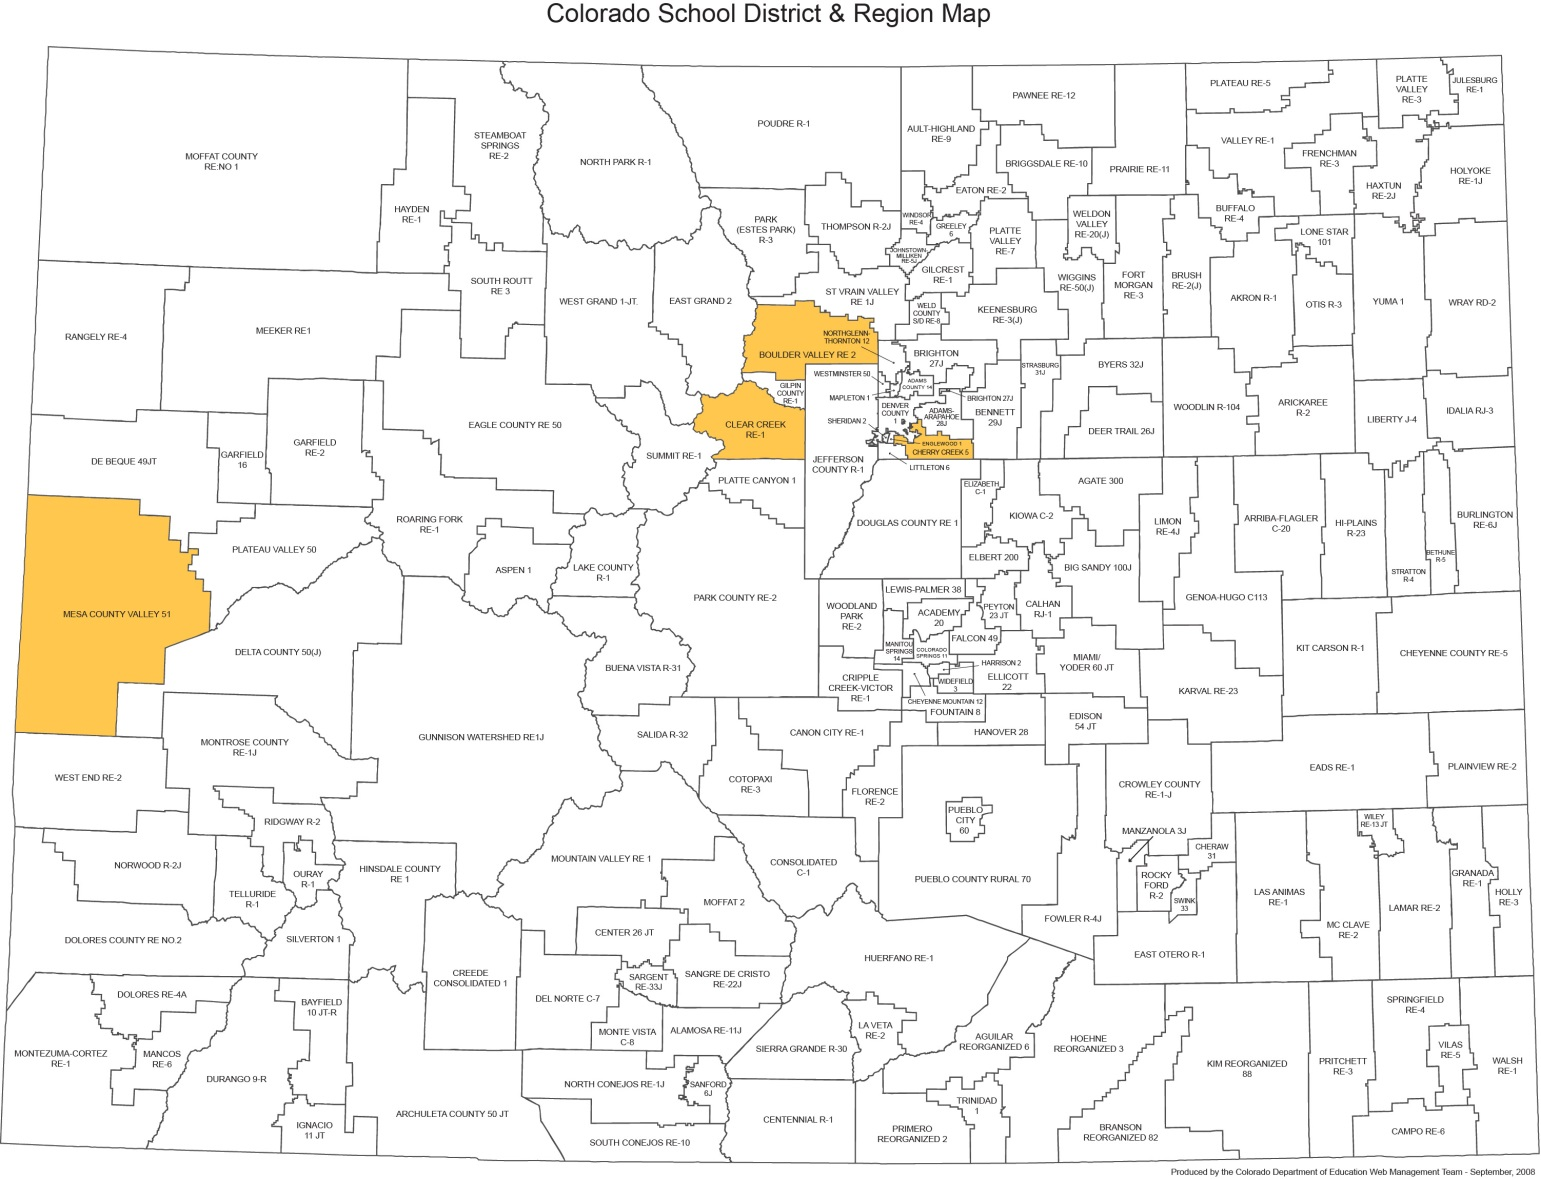 Colorado School District & Region Map
MOFFAT COUNTY
RE:NO 1
HAYDEN
RE-1
STEAMBOAT
SPRINGS
RE-2
NORTH PARK R-1
POUDRE R-1
AULT-HIGHLAND
RE-9
PAWNEE RE-12
BRIGGSDALE RE-10
PRAIRIE RE-11
PLATEAU RE-5
PLATTE
VALLEY
RE-3
JULESBURG
RE-1
VALLEY RE-1
FRENCHMAN
RE-3
HAXTUN
RE-2J
HOLYOKE
RE-1J
BUFFALO
RE-4
LONE STAR
101
EATON RE-2
PARK
(ESTES PARK)
R-3
THOMPSON R-2J
WINDSOR
RE-4
GREELEY
6
PLATTE
VALLEY
RE-7
WELDON
VALLEY
RE-20(J)
JOHNSTOWN-
MILLIKEN
RE-5J
GILCREST
RE-1
WIGGINS
RE-50(J)
FORT
MORGAN
RE-3
BRUSH
RE-2(J)
AKRON R-1
OTIS R-3
YUMA 1
WRAY RD-2
SOUTH ROUTT
RE 3
WEST GRAND 1-JT.
EAST GRAND 2
ST VRAIN VALLEY
RE 1J
WELD
COUNTY
S/D RE-8
KEENESBURG
RE-3(J)
RANGELY RE-4
MEEKER RE1
NORTHGLENN-
THORNTON 12
BOULDER VALLEY RE 2
BRIGHTON
27J
STRASBURG
31J
BYERS 32J
WESTMINSTER 50
ADAMS
COUNTY 14
GILPIN
COUNTY
RE-1
MAPLETON 1
BRIGHTON 27J
DENVER
COUNTY
1
ADAMS-
ARAPAHOE
28J
BENNETT
29J
SHERIDAN 2
DEER TRAIL 26J
WOODLIN R-104
ARICKAREE
R-2
LIBERTY J-4
IDALIA RJ-3
CLEAR CREEK
RE-1
ENGLEWOOD 1
CHERRY CREEK 5
LITTLETON 6
JEFFERSON
COUNTY R-1
EAGLE COUNTY RE 50
SUMMIT RE-1
PLATTE CANYON 1
DE BEQUE 49JT
GARFIELD
16
GARFIELD
RE-2
ELIZABETH
C-1
AGATE 300
KIOWA C-2
DOUGLAS COUNTY RE 1
LIMON
RE-4J
ARRIBA-FLAGLER
C-20
HI-PLAINS
R-23
STRATTON
R-4
BETHUNE
R-5
BURLINGTON
RE-6J
ROARING FORK
RE-1
PLATEAU VALLEY 50
ASPEN 1
LAKE COUNTY
R-1
ELBERT 200
BIG SANDY 100J
PARK COUNTY RE-2
LEWIS-PALMER 38
WOODLAND
PARK
RE-2
ACADEMY
20
PEYTON
23 JT
CALHAN
RJ-1
GENOA-HUGO C113
MESA COUNTY VALLEY 51
DELTA COUNTY 50(J)
BUENA VISTA R-31
MANITOU
SPRINGS
14
COLORADO
SPRINGS 11
FALCON 49
HARRISON 2
WIDEFIELD
3
ELLICOTT
22
MIAMI/
YODER 60 JT
KIT CARSON R-1
CHEYENNE COUNTY RE-5
CRIPPLE
CREEK-VICTOR
RE-1
CHEYENNE MOUNTAIN 12
FOUNTAIN 8
KARVAL RE-23
EDISON
54 JT
HANOVER 28
MONTROSE COUNTY
RE-1J
GUNNISON WATERSHED RE1J
SALIDA R-32
CANON CITY RE-1
WEST END RE-2
COTOPAXI
RE-3
FLORENCE
RE-2
EADS RE-1
PLAINVIEW RE-2
CROWLEY COUNTY
RE-1-J
PUEBLO
CITY
60
RIDGWAY R-2
WILEY
RE-13 JT
MANZANOLA 3J
CHERAW
31
NORWOOD R-2J
TELLURIDE
R-1
OURAY
R-1
HINSDALE COUNTY
RE 1
MOUNTAIN VALLEY RE 1
CONSOLIDATED
C-1
PUEBLO COUNTY RURAL 70
ROCKY
FORD
R-2
SWINK
33
LAS ANIMAS
RE-1
MC CLAVE
RE-2
LAMAR RE-2
GRANADA
RE-1
HOLLY
RE-3
MOFFAT 2
FOWLER R-4J
DOLORES COUNTY RE NO.2
SILVERTON 1
CENTER 26 JT
EAST OTERO R-1
HUERFANO RE-1
CREEDE
CONSOLIDATED 1
SARGENT
RE-33J
SANGRE DE CRISTO
RE-22J
DOLORES RE-4A
BAYFIELD
10 JT-R
DEL NORTE C-7
SPRINGFIELD
RE-4
MONTE VISTA
C-8
ALAMOSA RE-11J
LA VETA
RE-2
SIERRA GRANDE R-30
AGUILAR
REORGANIZED 6
HOEHNE
REORGANIZED 3
MONTEZUMA-CORTEZ
RE-1
MANCOS
RE-6
DURANGO 9-R
KIM REORGANIZED
88
PRITCHETT
RE-3
VILAS
RE-5
WALSH
RE-1
NORTH CONEJOS RE-1J
SANFORD
6J
ARCHULETA COUNTY 50 JT
IGNACIO
11 JT
TRINIDAD
1
CENTENNIAL R-1
PRIMERO
REORGANIZED 2
BRANSON
REORGANIZED 82
CAMPO RE-6
SOUTH CONEJOS RE-10
Produced by the Colorado Department of Education Web Management Team - September, 2008